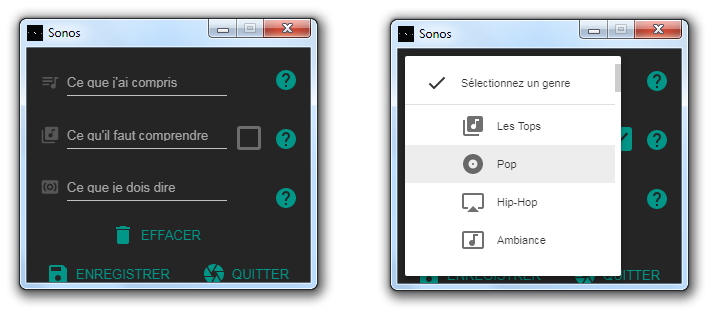 Sonos
Ce que j'ai compris
?
Ce qu'il faut comprendre
?
Ce que je dois dire
?
EFFACER
ENREGISTRER
QUITTER
Sonos
Sélectionnez un genre
?
Les Tops
?
Pop
Hip-Hop
?
Ambiance
ENREGISTRER
QUITTER